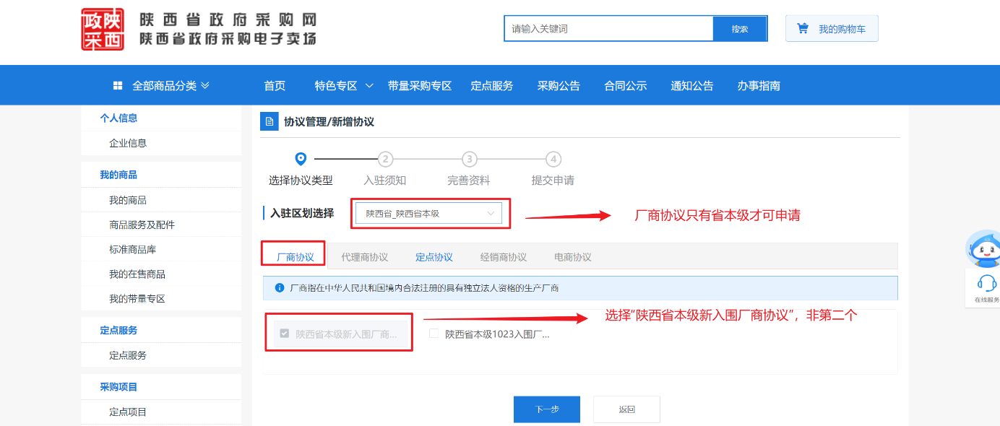 政陕
采西
陕西省政府采购网
陕西省政府采购电子卖场
请输入关键词
搜索
我的购物车
全部商品分类
首页
特色专区
带量采购专区
定点服务
采购公告
合同公示
通知公告
办事指南
个人信息
企业信息
我的商品
我的商品
商品服务及配件
标准商品库
我的在售商品
我的带量专区
定点服务
定点服务
采购项目
定点项目
协议管理/新增协议
2
3
4
选择协议类型
入驻须知
完善资料
提交申请
入驻区划选择
陕西省_陕西省本级
厂商协议只有省本级才可申请
厂商协议
代理商协议
定点协议
经销商协议
电商协议
厂商指在中华人民共和国境内合法注册的具有独立法人资格的生产厂商
选择“陕西省本级新入围厂商协议”，非第二个
陕西省本级新入围厂商...
陕西省本级1023入围厂...
下一步
返回
在线服务